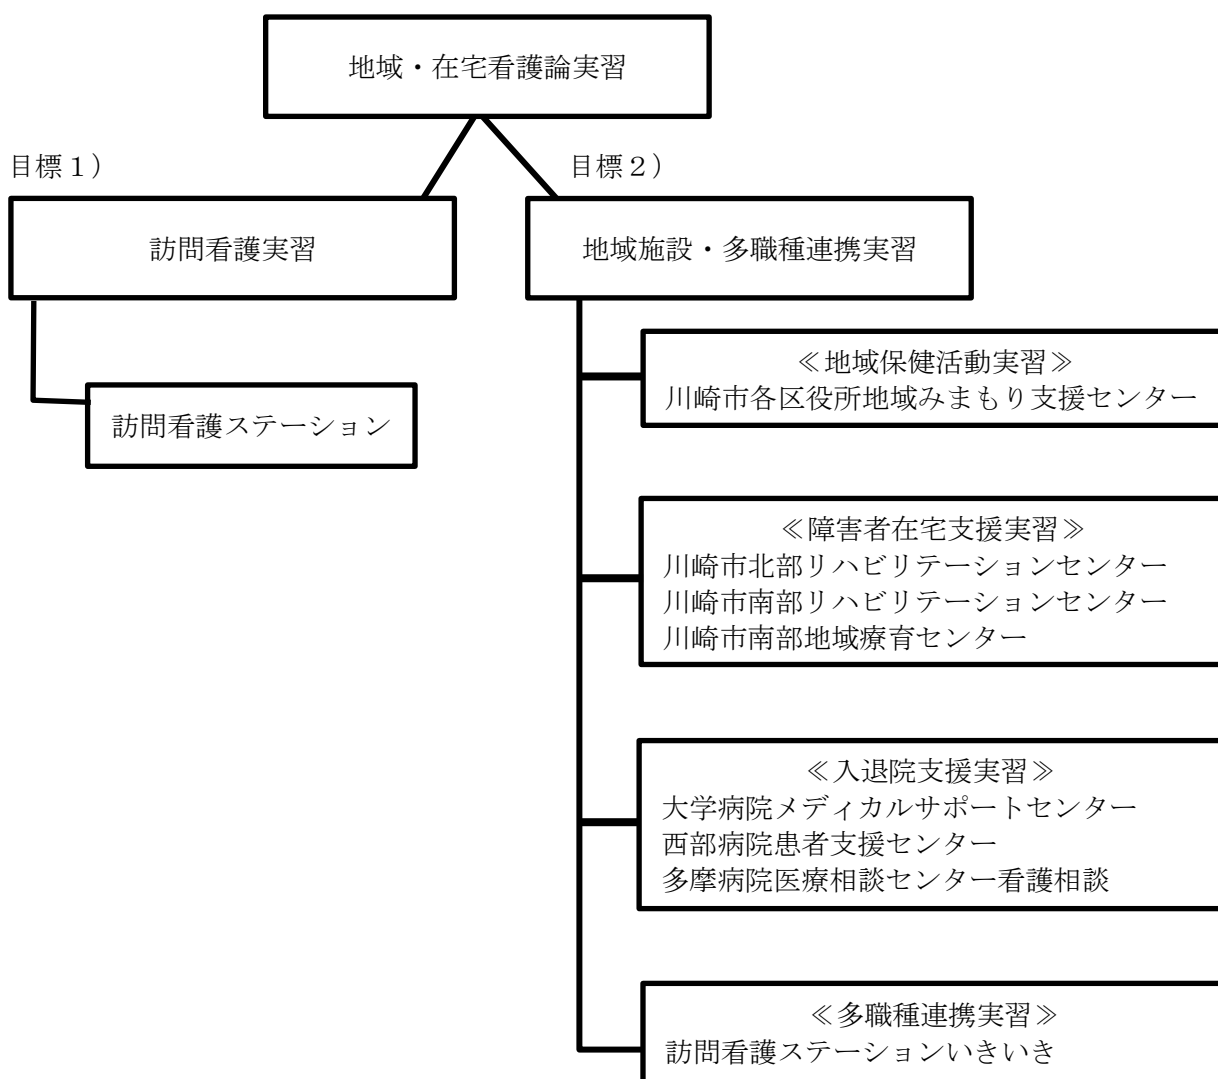 地域・在宅看護論実習
目標１）
目標２）
訪問看護実習
地域施設・多職種連携実習
訪問看護ステーション
≪地域保健活動実習≫
川崎市各区役所地域みまもり支援センター
≪障害者在宅支援実習≫
川崎市北部リハビリテーションセンター
川崎市南部リハビリテーションセンター
川崎市南部地域療育センター
≪入退院支援実習≫
大学病院メディカルサポートセンター
西部病院患者支援センター
多摩病院医療相談センター看護相談
≪多職種連携実習≫
訪問看護ステーションいきいき